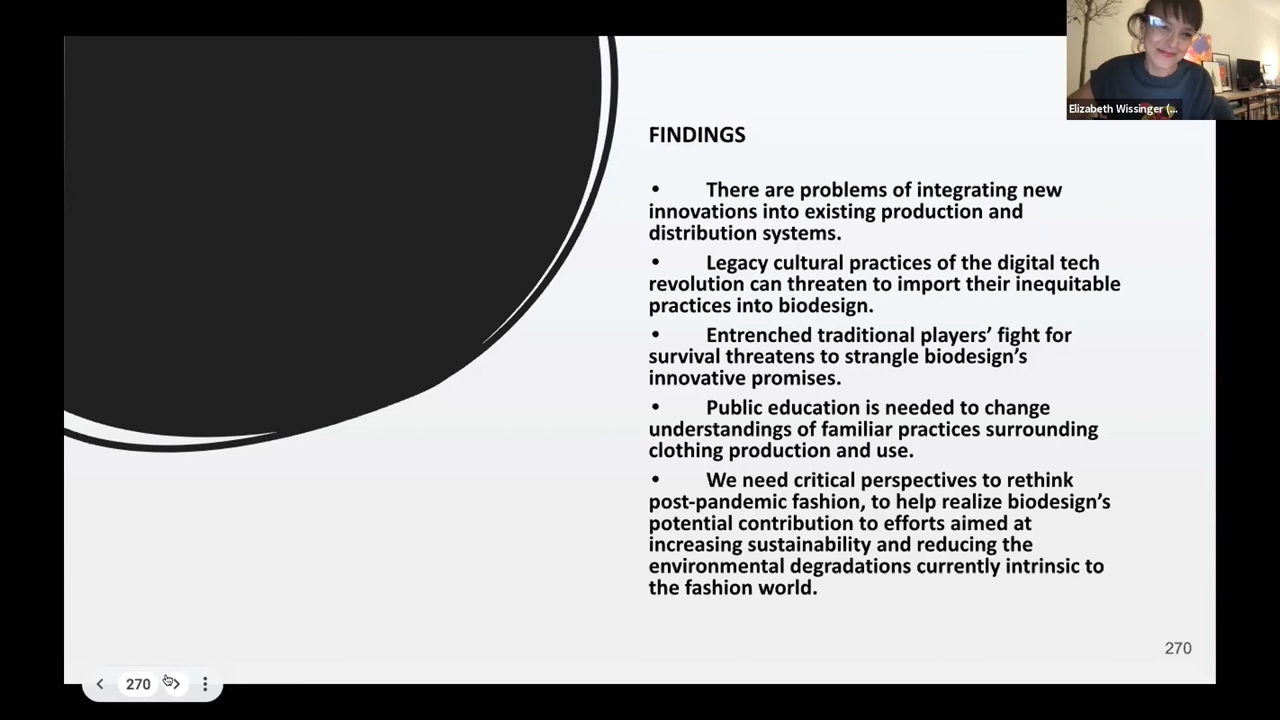 Elizabeth Wissinger (...
FINDINGS
• There are problems of integrating new
innovations into existing production and
distribution systems.
• Legacy cultural practices of the digital tech
revolution can threaten to import their inequitable
practices into biodesign.
• Entrenched traditional players’ fight for
survival threatens to strangle biodesign’s
innovative promises.
• Public education is needed to change
understandings of familiar practices surrounding
clothing production and use.
• We need critical perspectives to rethink
post-pandemic fashion, to help realize biodesign’s
potential contribution to efforts aimed at
increasing sustainability and reducing the
environmental degradations currently intrinsic to
the fashion world.
270
270